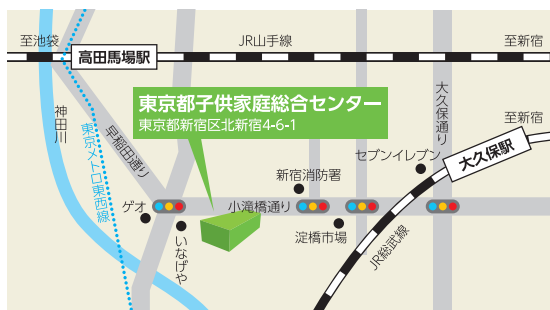 至池袋
JR山手線
至新宿
高田馬場駅
東京都子供家庭総合センター
東京都新宿区北新宿4-6-1
大久保通り
至新宿
神田川
東京メトロ東西線
早稲田通り
セブンイレブン
大久保駅
新宿消防署
ゲオ
小滝橋通り
いなげや
淀橋市場
JR総武線